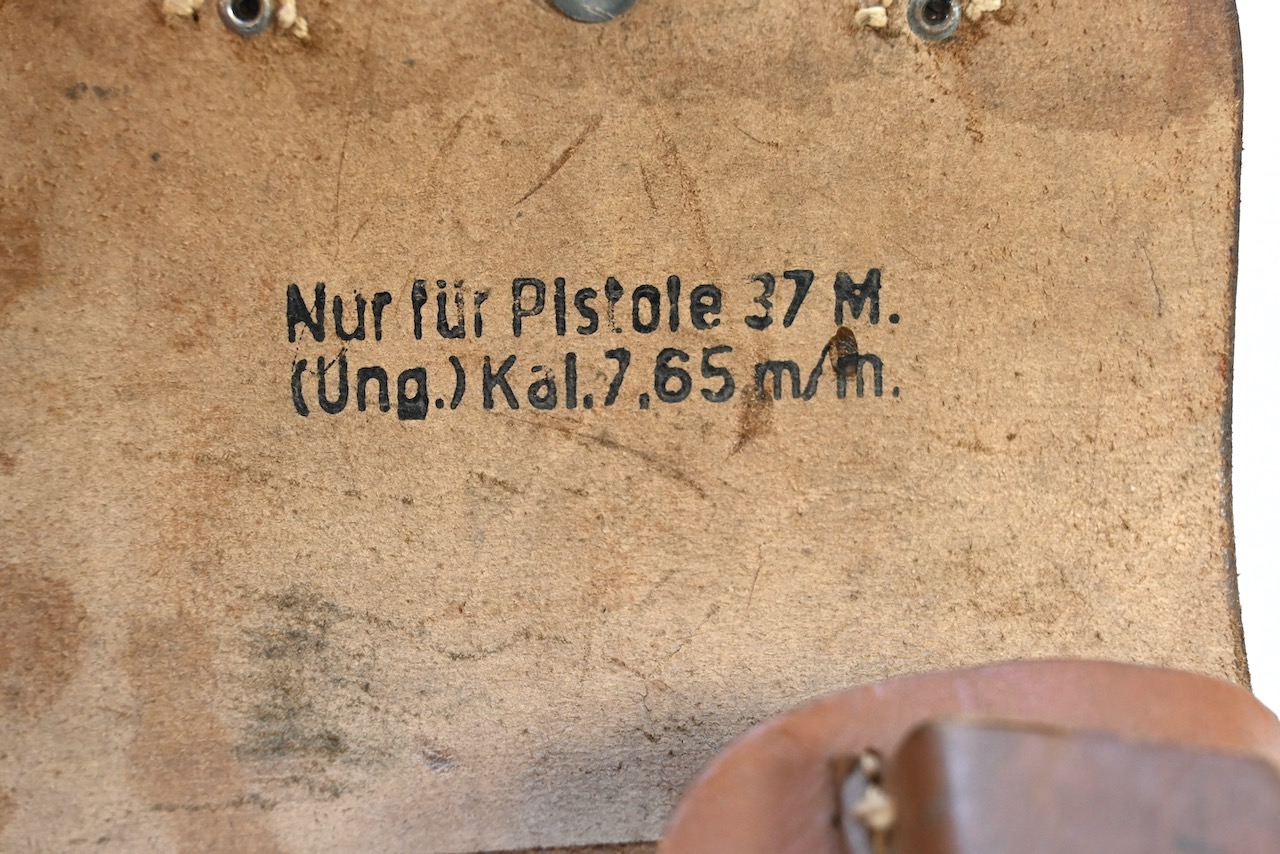 Nur für Pistole 37 M.
(Ung.) Kal. 7,65 m/m.